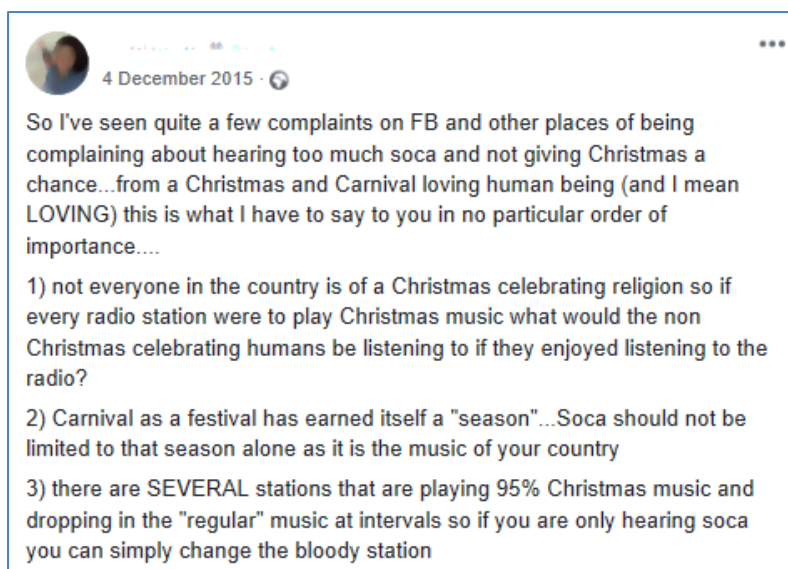 4 December 2015 ·
So I've seen quite a few complaints on FB and other places of being
complaining about hearing too much soca and not giving Christmas a
chance...from a Christmas and Carnival loving human being (and I mean
LOVING) this is what I have to say to you in no particular order of
importance....
1) not everyone in the country is of a Christmas celebrating religion so if
every radio station were to play Christmas music what would the non
Christmas celebrating humans be listening to if they enjoyed listening to the
radio?
2) Carnival as a festival has earned itself a "season"...Soca should not be
limited to that season alone as it is the music of your country
3) there are SEVERAL stations that are playing 95% Christmas music and
dropping in the "regular" music at intervals so if you are only hearing soca
you can simply change the bloody station